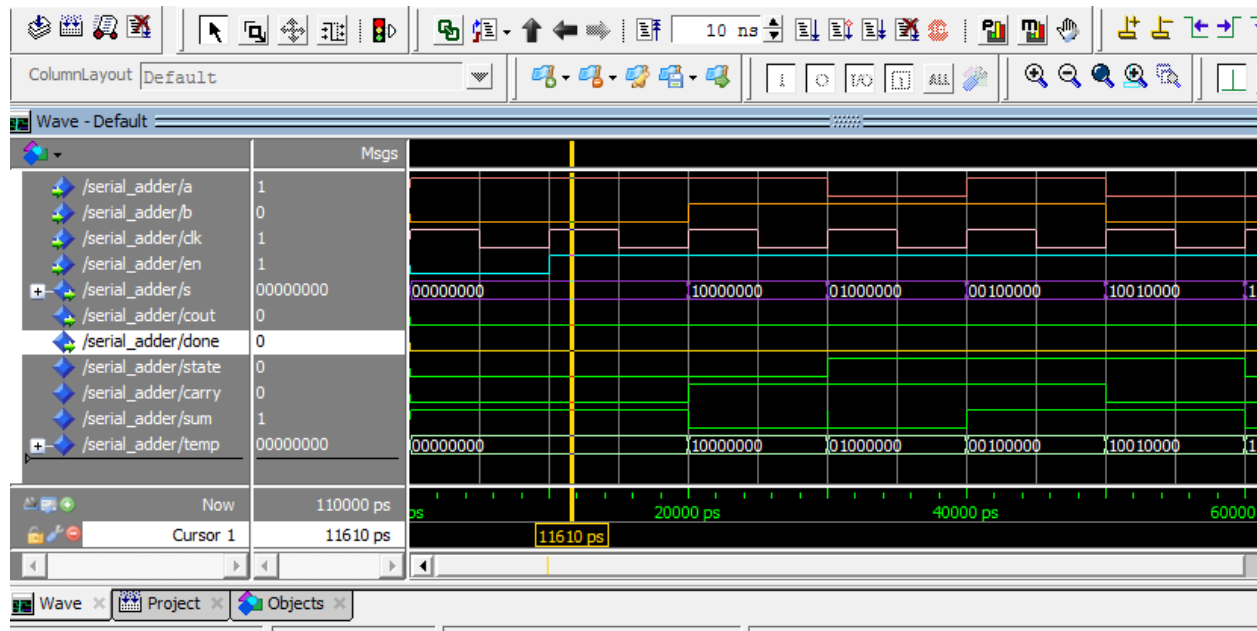 10 ns
ALL
ColumnLayout Default
Wave - Default
Msgs
/serial_adder/a 1
/serial_adder/b 0
/serial_adder/clk 1
/serial_adder/en 1
/serial_adder/s 00000000 00000000 10000000 01000000 00100000 10010000 1
/serial_adder/cout 0
/serial_adder/done 0
/serial_adder/state 0
/serial_adder/carry 0
/serial_adder/sum 1
/serial_adder/temp 00000000 00000000 10000000 01000000 00100000 10010000 1
Now 110000 ps ps 20000 ps 40000 ps 60000
Cursor 1 11610 ps 11610 ps
Wave Project Objects